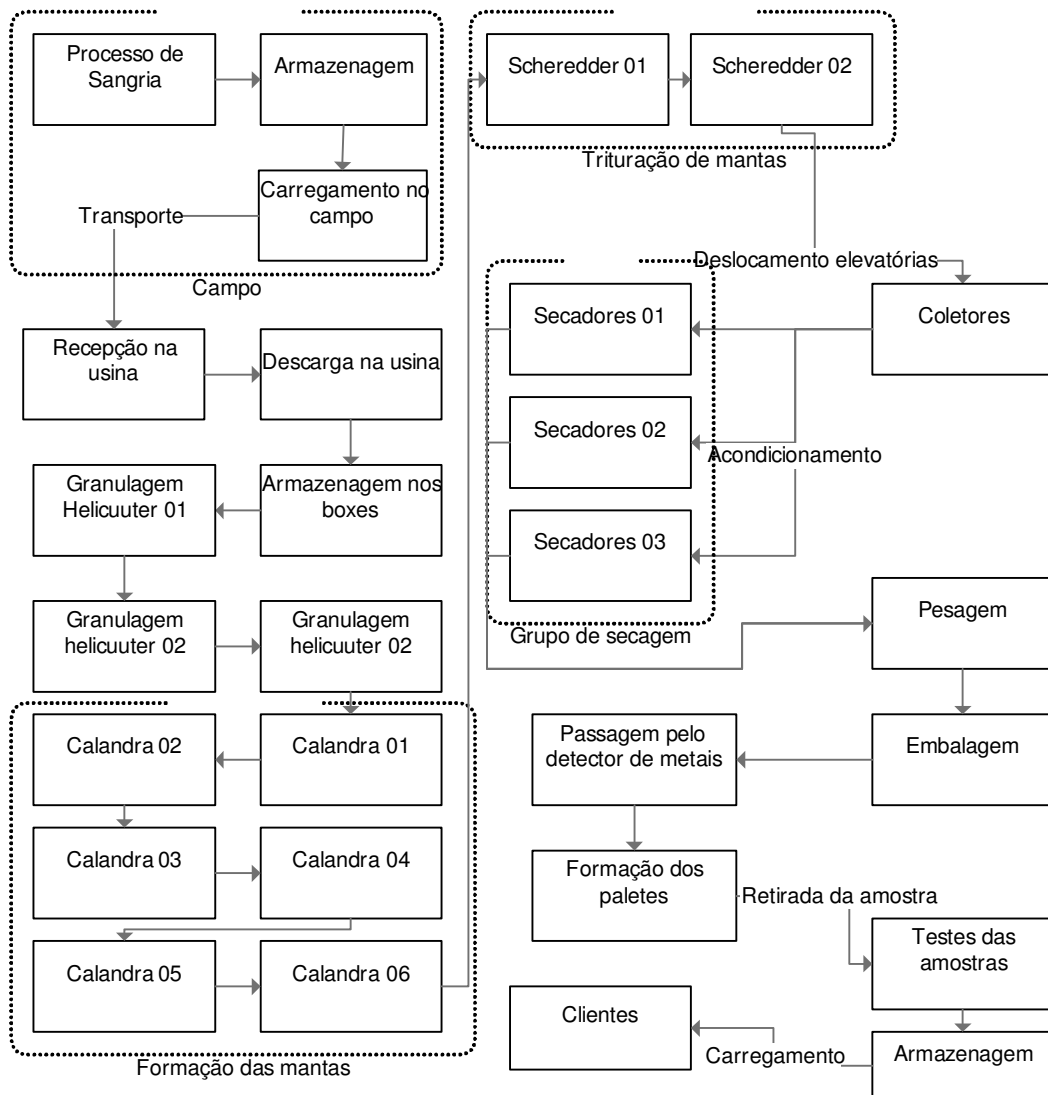 Processo de
Sangria
Armazenagem
Carregamento no
campo
Transporte
Campo
Recepção na
usina
Descarga na usina
Armazenagem nos
boxes
Granulagem
Helicuuter 01
Granulagem
helicuuter 02
Granulagem
helicuuter 02
Calandra 01
Calandra 02
Calandra 03
Calandra 04
Calandra 05
Calandra 06
Formação das mantas
Scheredder 01
Scheredder 02
Trituração de mantas
Deslocamento elevatórias
Coletores
Secadores 01
Secadores 02
Acondicionamento
Secadores 03
Grupo de secagem
Pesagem
Embalagem
Passagem pelo
detector de metais
Formação dos
paletes
Retirada da amostra
Testes das
amostras
Armazenagem
Carregamento
Clientes